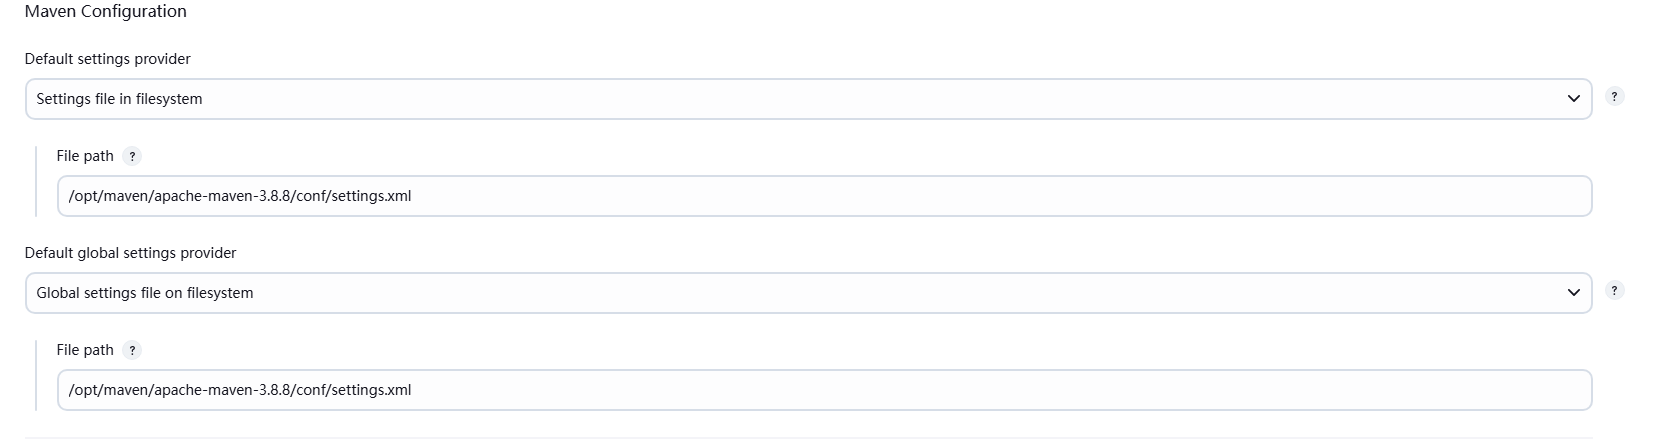 Maven Configuration
Default settings provider
Settings file in filesystem
?
File path ?
/opt/maven/apache-maven-3.8.8/conf/settings.xml
Default global settings provider
Global settings file on filesystem
?
File path ?
/opt/maven/apache-maven-3.8.8/conf/settings.xml